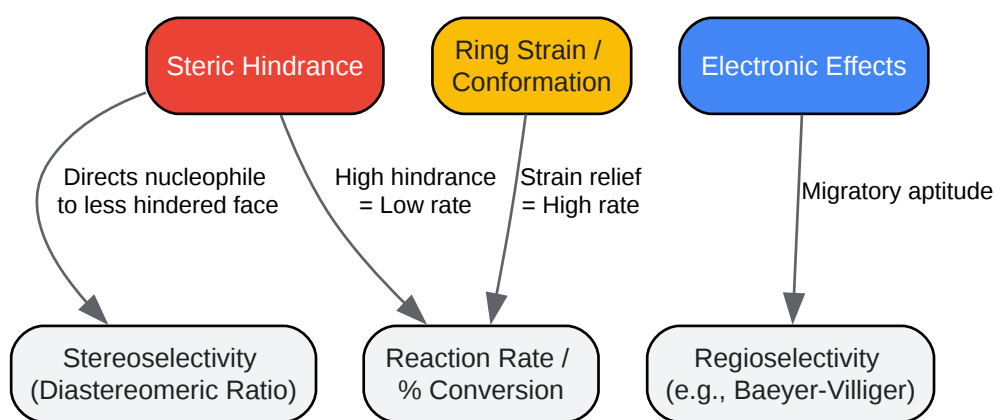 Steric Hindrance
Ring Strain /
Conformation
Electronic Effects
Directs nucleophile
to less hindered face
High hindrance
= Low rate
Strain relief
= High rate
Migratory aptitude
Stereoselectivity
(Diastereomeric Ratio)
Reaction Rate /
% Conversion
Regioselectivity
(e.g., Baeyer-Villiger)